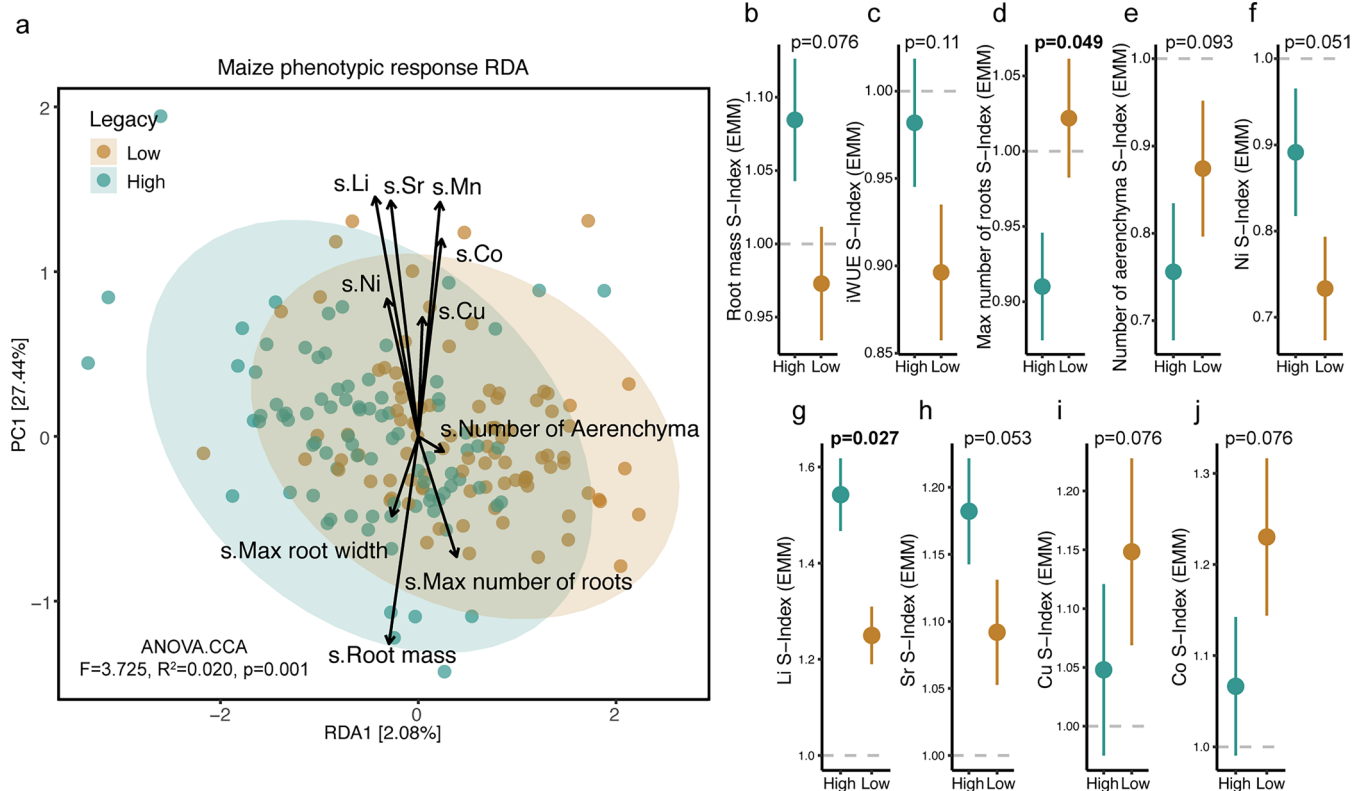 a
Maize phenotypic response RDA
Legacy
Low
High
s.Li
s.Sr
s.Mn
s.Co
s.Ni
s.Cu
s.Number of Aerenchyma
s.Max root width
s.Max number of roots
s.Root mass
ANOVA.CCA
F=3.725, R²=0.020, p=0.001
2
1
0
−1
PC1 [27.44%]
−2
0
2
RDA1 [2.08%]
b
p=0.076
Root mass S−Index (EMM)
1.10
1.05
1.00
0.95
High Low
c
p=0.11
iWUE S−Index (EMM)
1.00
0.95
0.90
0.85
High Low
d
p=0.049
Max number of roots S−Index (EMM)
1.05
1.00
0.95
0.90
High Low
e
p=0.093
Number of aerenchyma S−Index (EMM)
1.0
0.9
0.8
0.7
High Low
f
p=0.051
Ni S−Index (EMM)
1.0
0.9
0.8
0.7
High Low
g
p=0.027
Li S−Index (EMM)
1.6
1.4
1.2
1.0
High Low
h
p=0.053
Sr S−Index (EMM)
1.20
1.15
1.10
1.05
1.00
High Low
i
p=0.076
Cu S−Index (EMM)
1.20
1.15
1.10
1.05
1.00
High Low
j
p=0.076
Co S−Index (EMM)
1.3
1.2
1.1
1.0
High Low